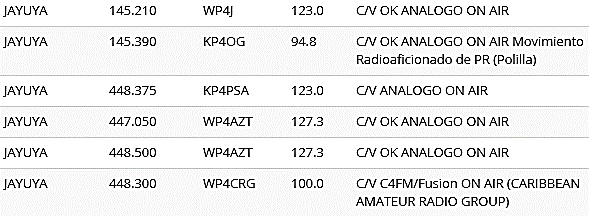 JAYUYA 145.210 WP4J 123.0 C/V OK ANALOGO ON AIR
JAYUYA 145.390 KP4OG 94.8 C/V OK ANALOGO ON AIR Movimiento
Radioaficionado de PR (Polilla)
JAYUYA 448.375 KP4PSA 123.0 C/V ANALOGO ON AIR
JAYUYA 447.050 WP4AZT 127.3 C/V OK ANALOGO ON AIR
JAYUYA 448.500 WP4AZT 127.3 C/V OK ANALOGO ON AIR
JAYUYA 448.300 WP4CRG 100.0 C/V C4FM/Fusion ON AIR (CARIBBEAN
AMATEUR RADIO GROUP)